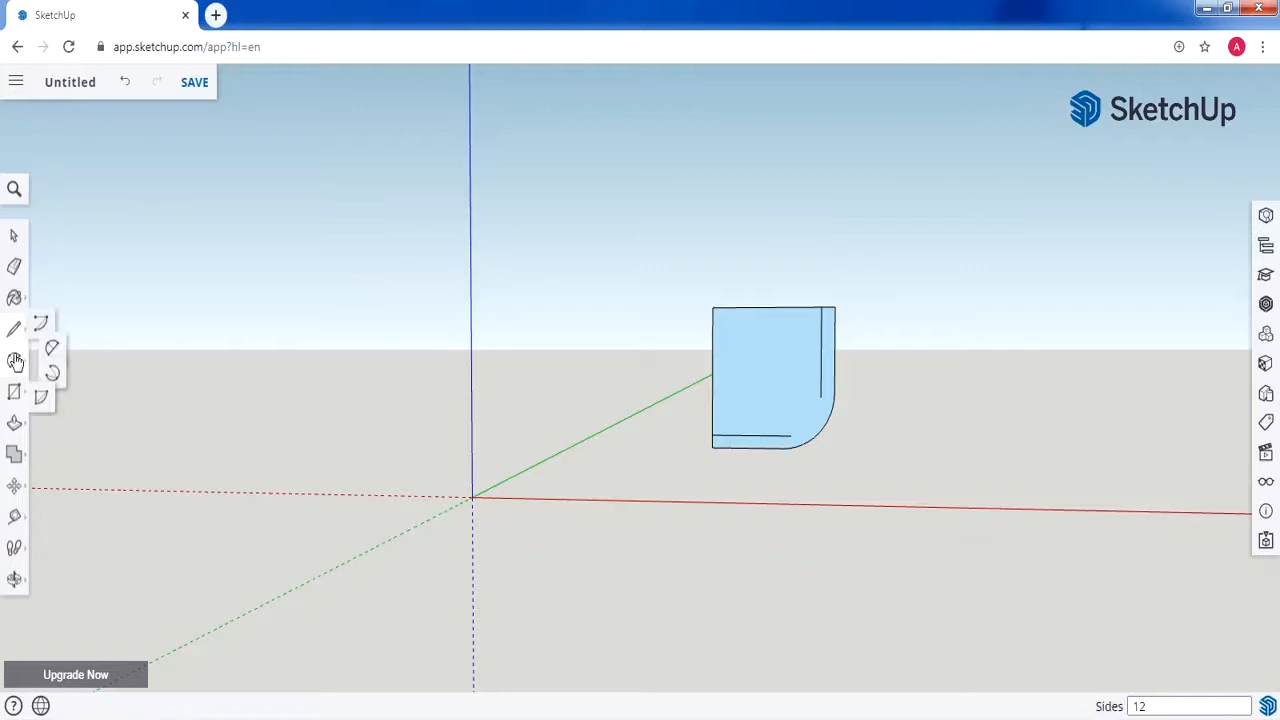 SketchUp
app.sketchup.com/app?hl=en
A
Untitled
SAVE
SketchUp
Upgrade Now
Sides 12